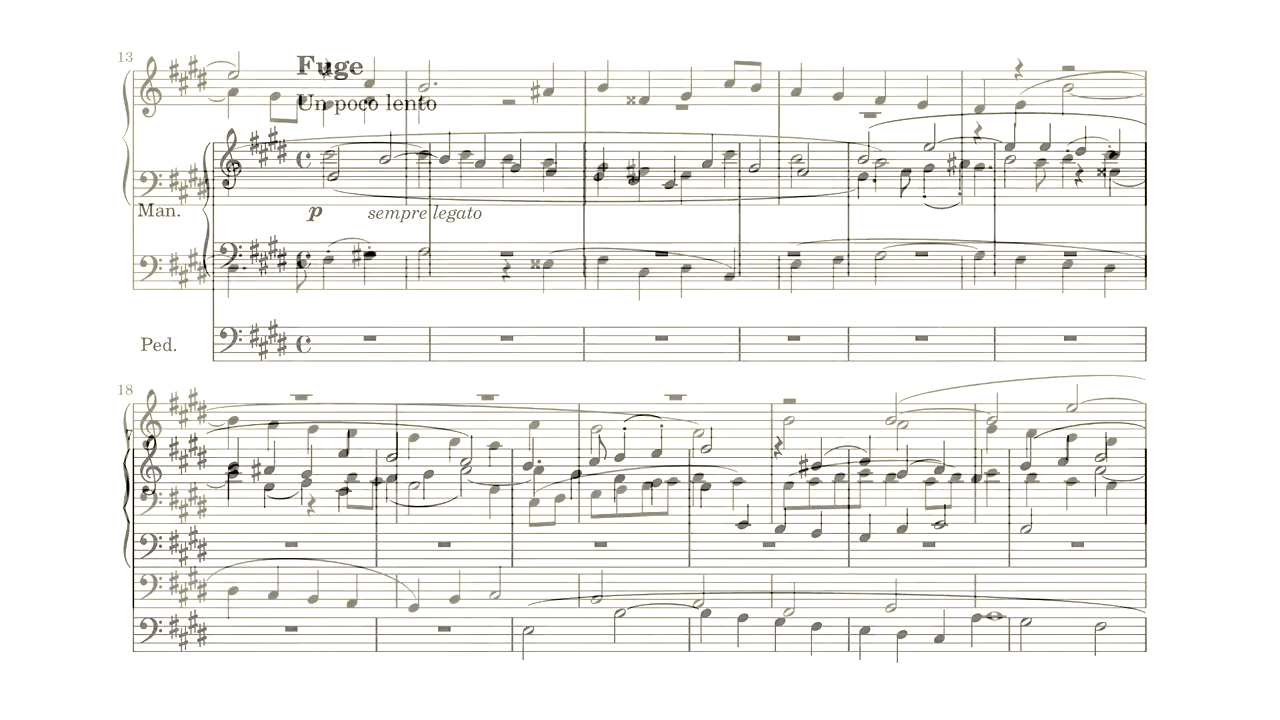 13
Fuge
Un poco lento
Man.
p sempre legato
Ped.
18